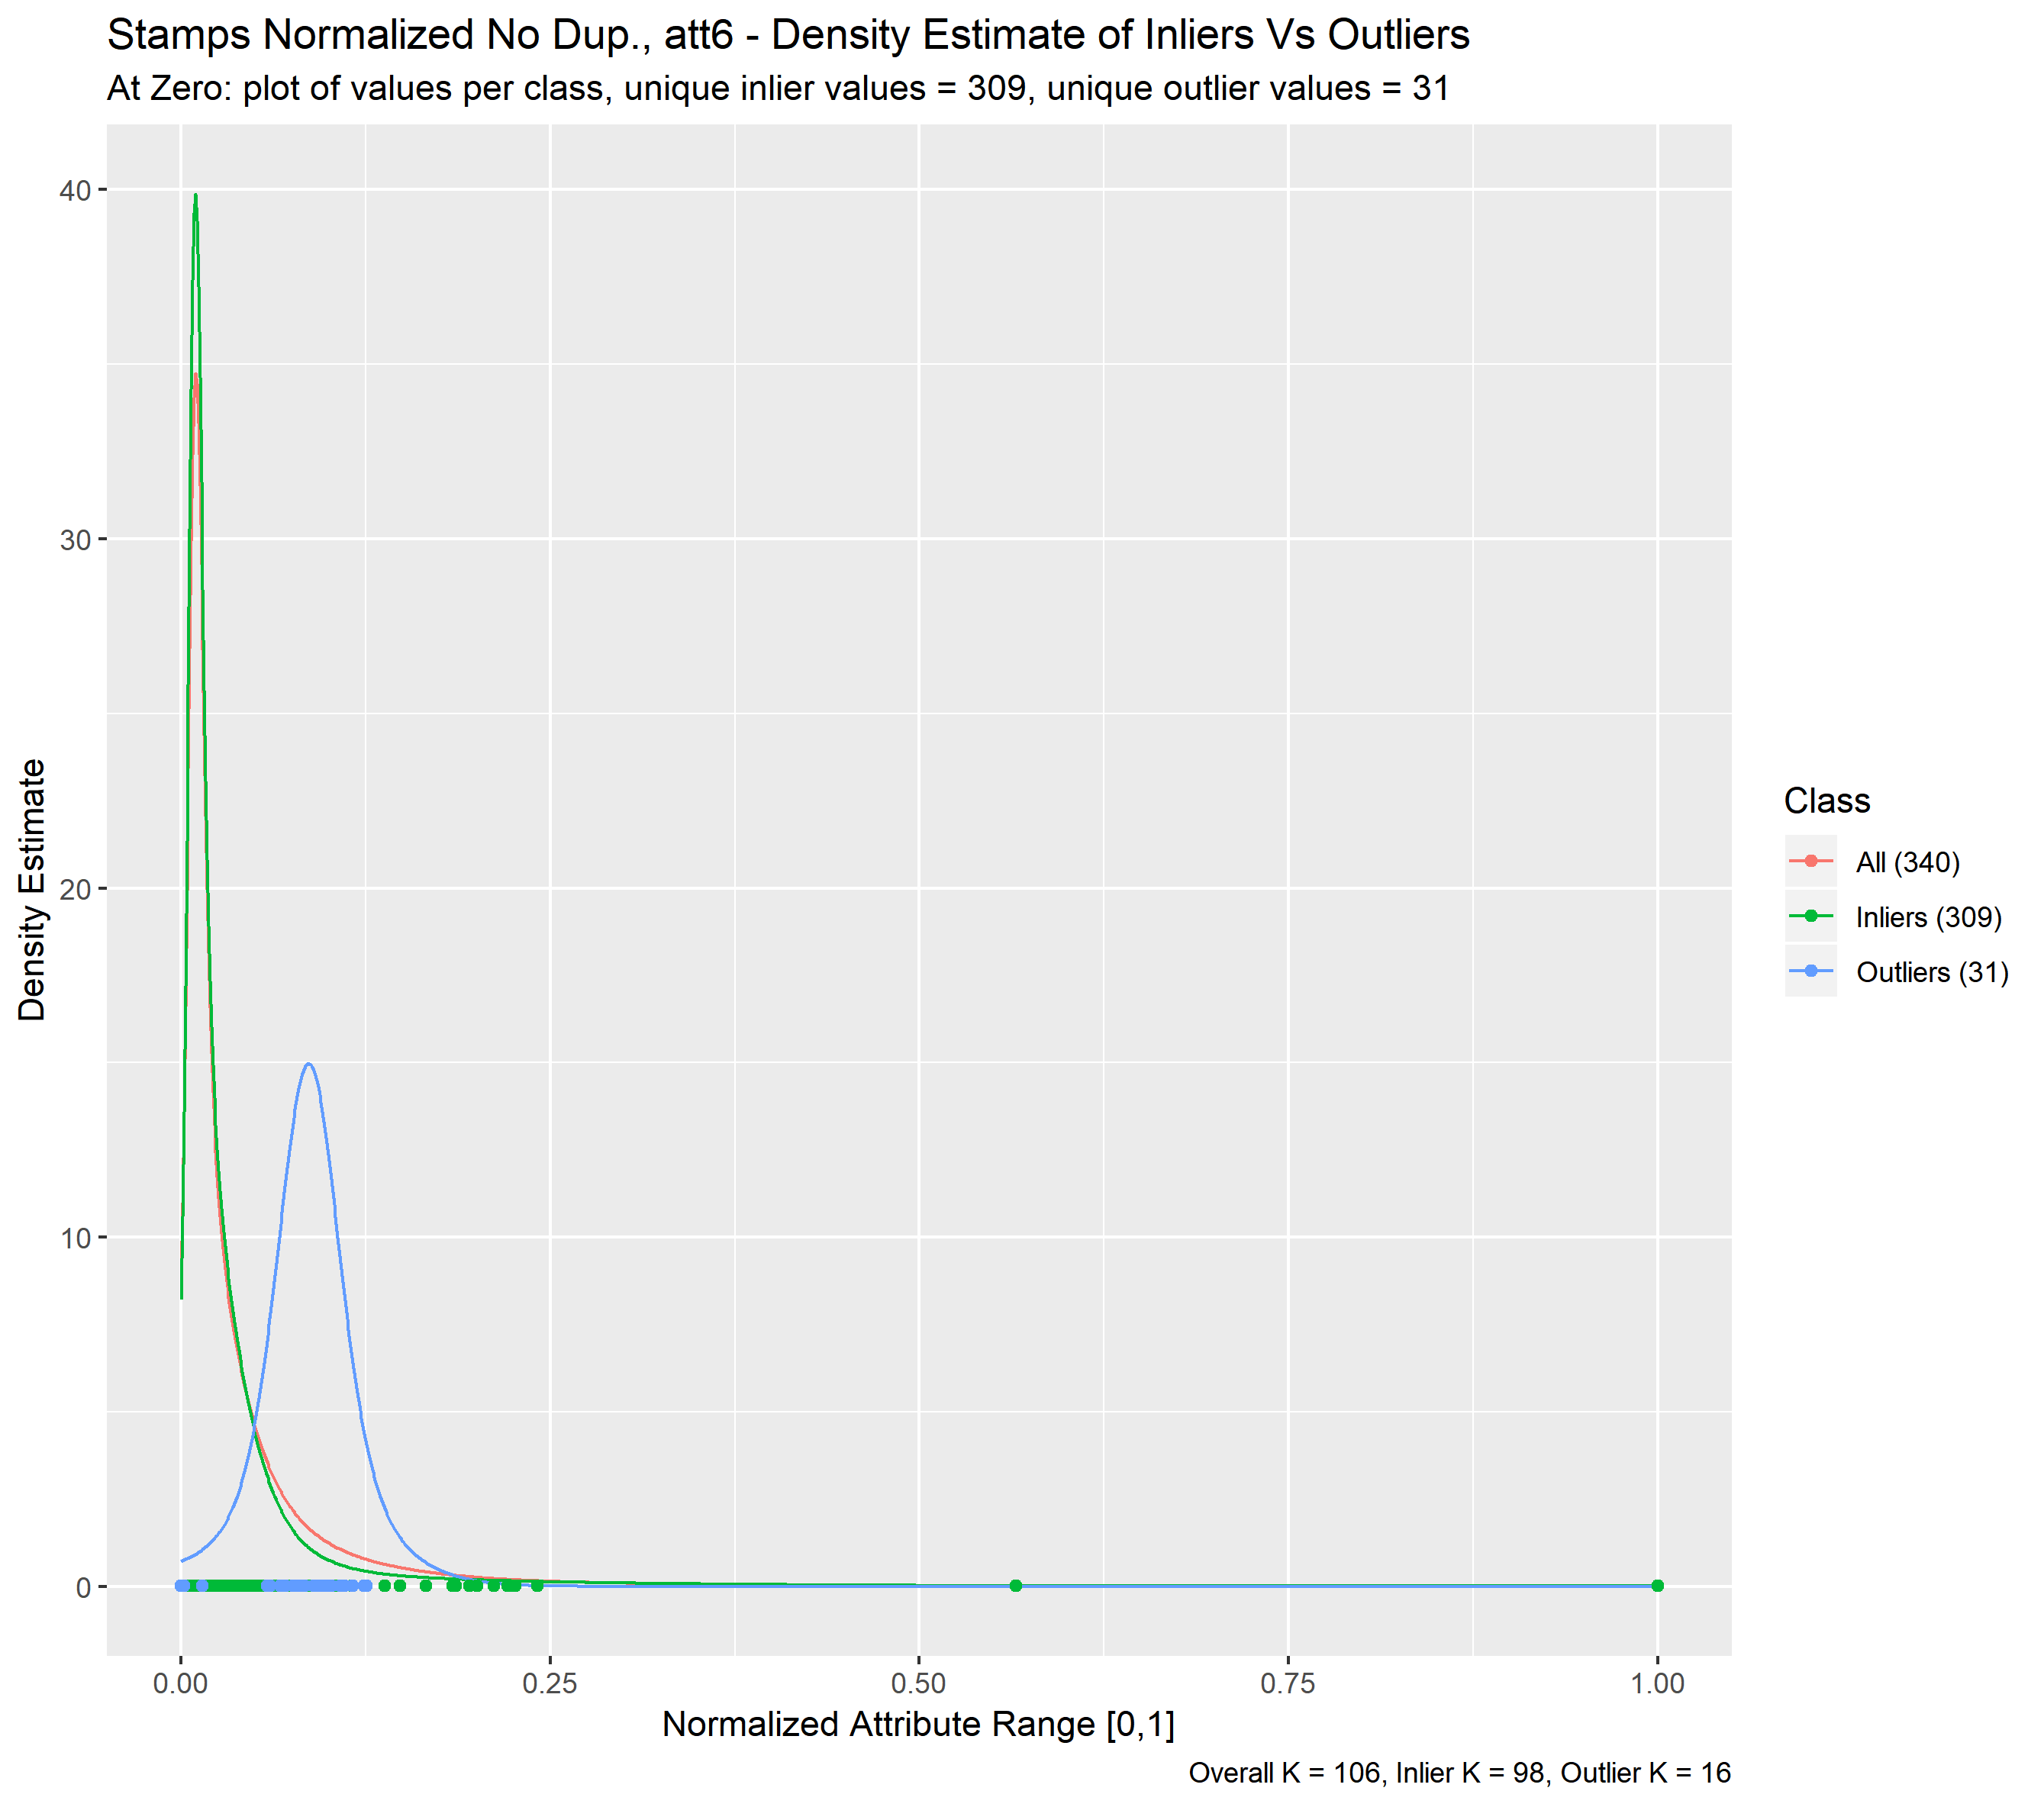 Stamps Normalized No Dup., att6 - Density Estimate of Inliers Vs Outliers
At Zero: plot of values per class, unique inlier values = 309, unique outlier values = 31
40
30
20
10
0
Density Estimate
0.00 0.25 0.50 0.75 1.00
Normalized Attribute Range [0,1]
Overall K = 106, Inlier K = 98, Outlier K = 16
Class
All (340)
Inliers (309)
Outliers (31)